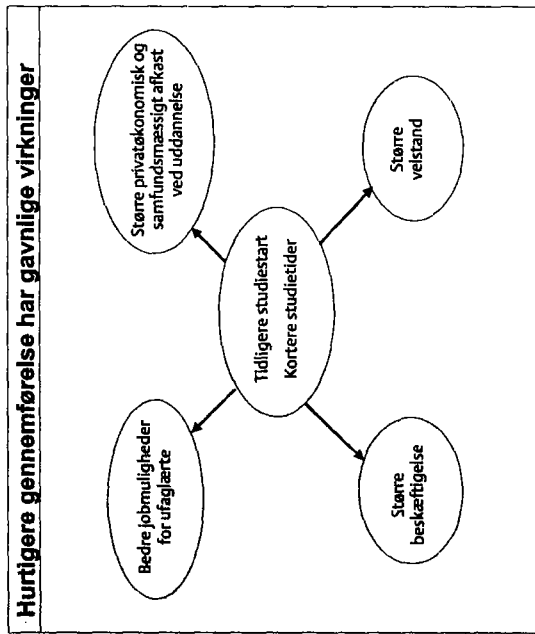 Hurtigere gennemførelse har gavnlige virkninger
Bedre jobmuligheder
for ufaglærte
Større privatøkonomisk og
samfundsmæssigt afkast
ved uddannelse
Tidligere studiestart
Kortere studietider
Større
beskæftigelse
Større
velstand